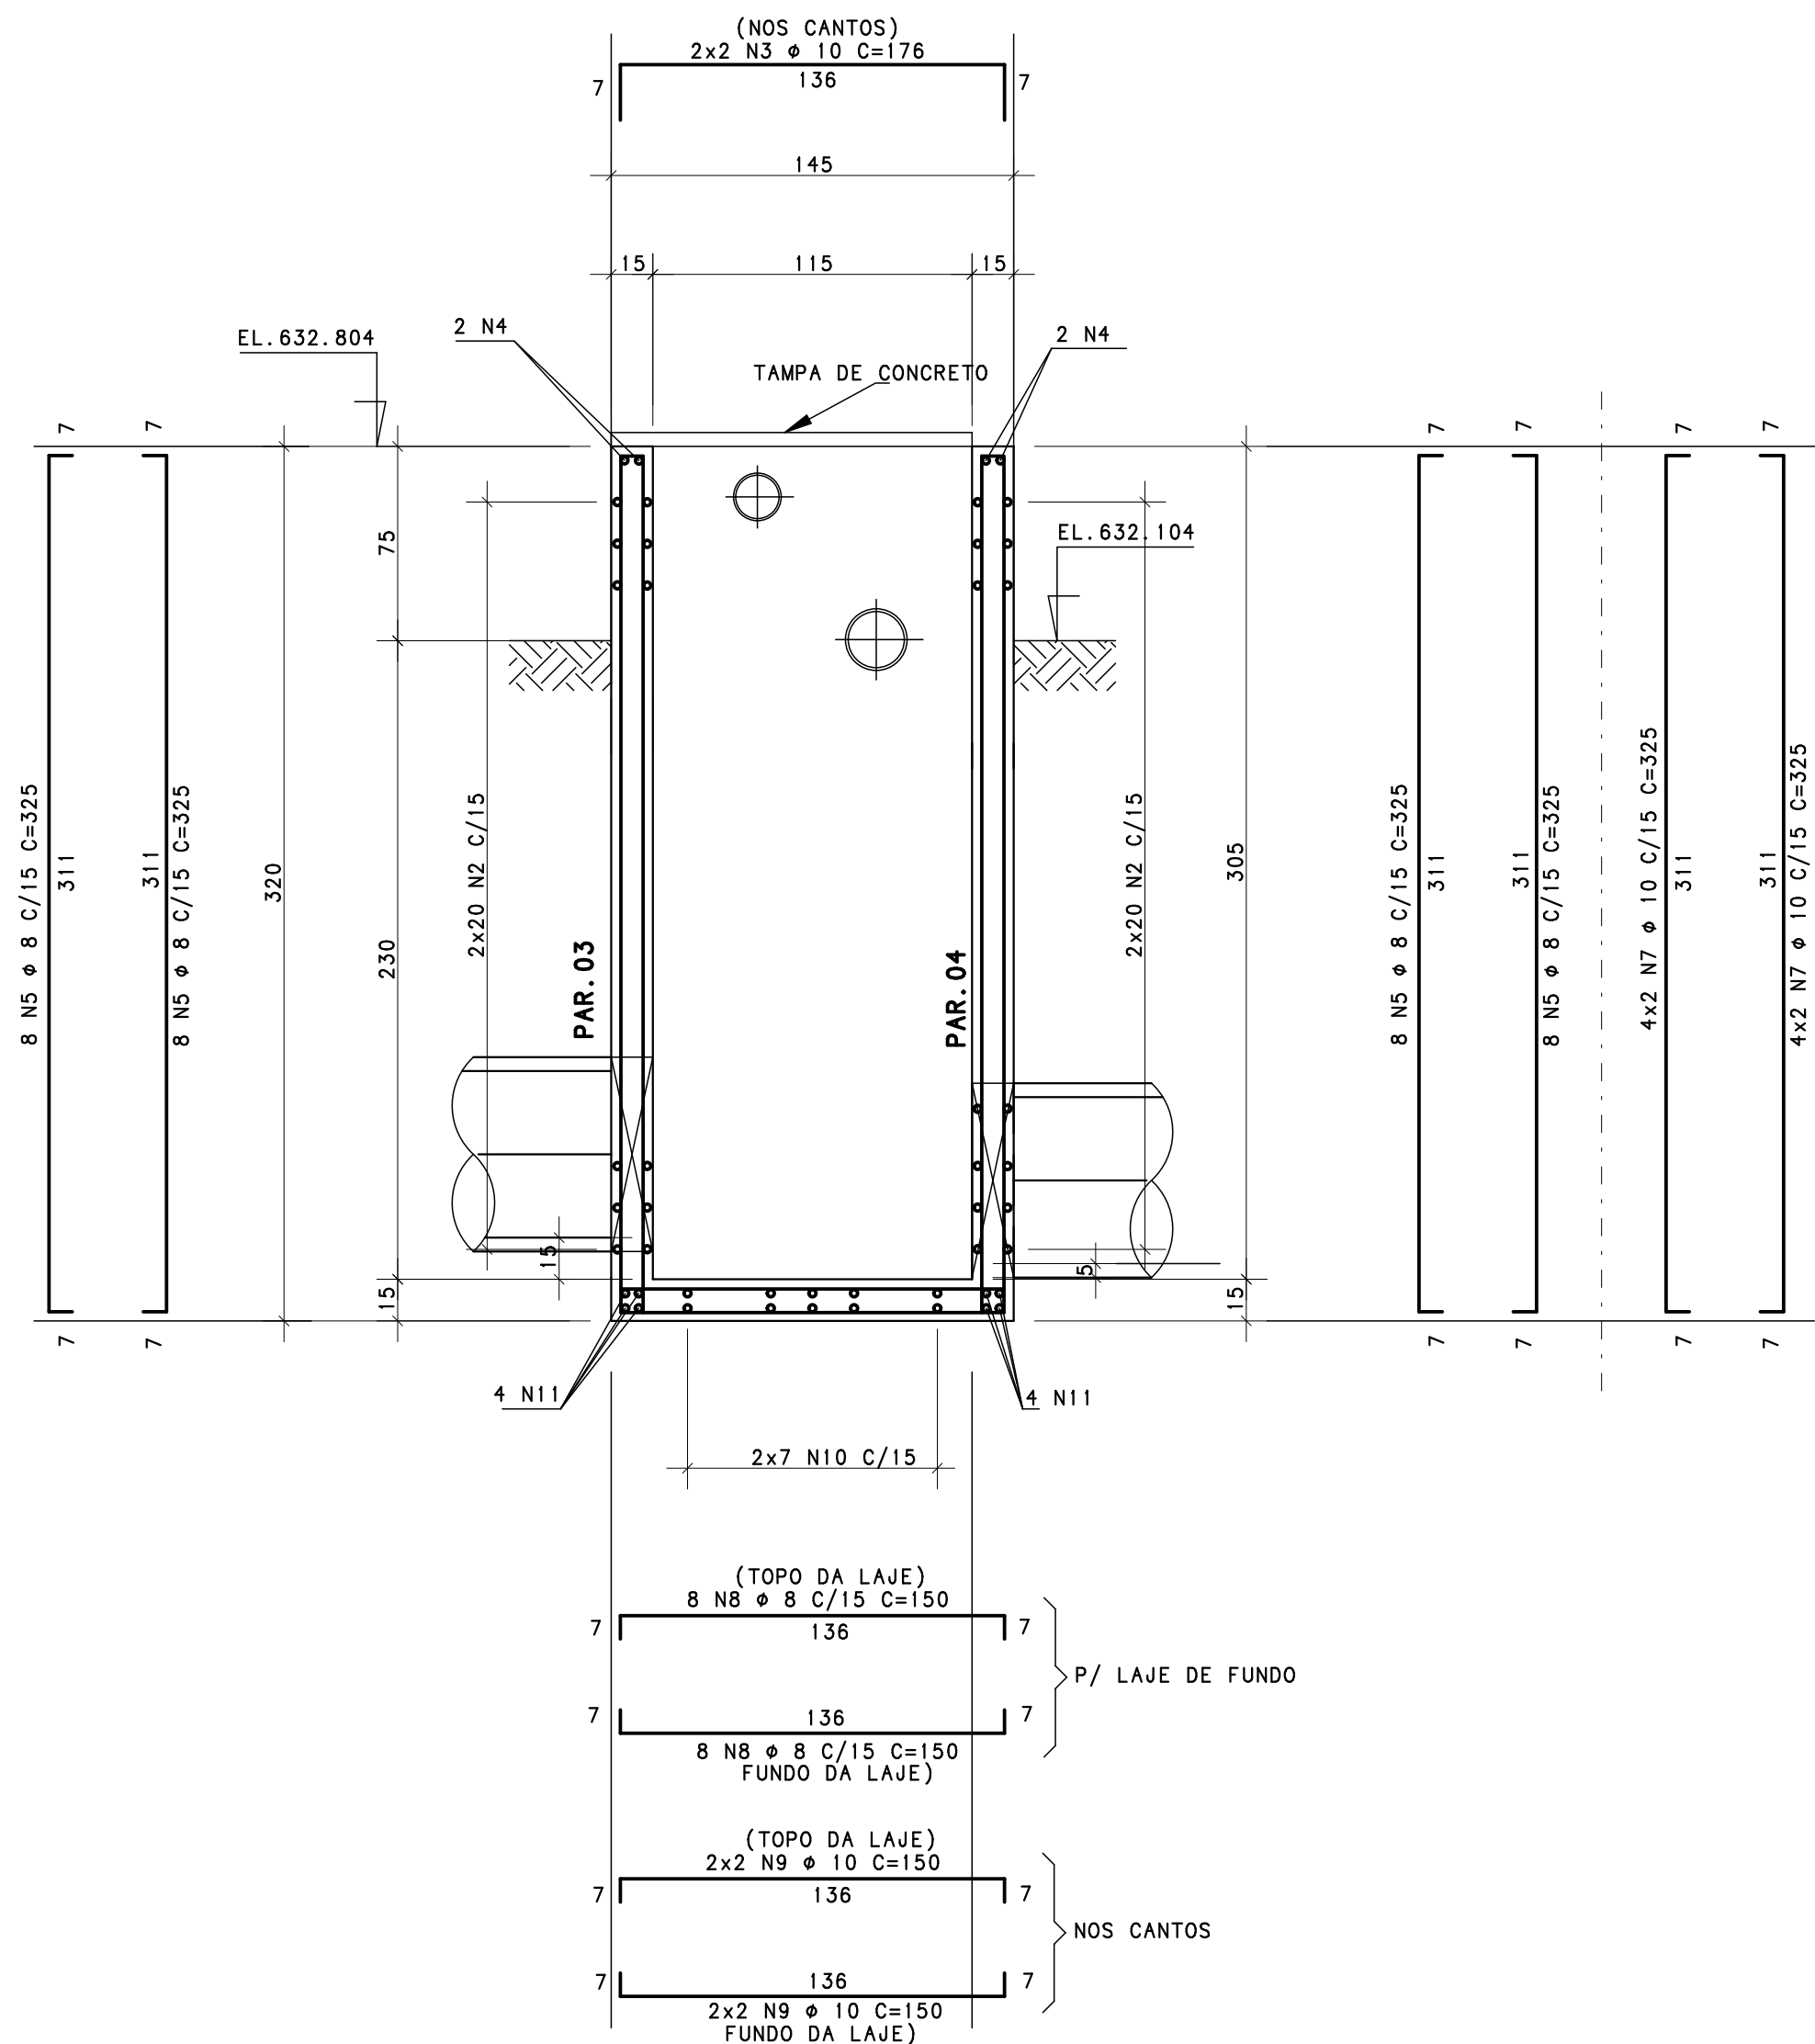 (NOS CANTOS)
2x2 N3 φ 10 C=176
7
136
7
145
15
115
15
2 N4
2 N4
EL.632.804
TAMPA DE CONCRETO
7
7
7
7
7
7
EL.632.104
75
8 N5 φ 8 C/15 C=325
311
311
8 N5 φ 8 C/15 C=325
320
230
2x20 N2 C/15
PAR.03
PAR.04
2x20 N2 C/15
305
8 N5 φ 8 C/15 C=325
311
311
8 N5 φ 8 C/15 C=325
4x2 N7 φ 10 C/15 C=325
311
311
4x2 N7 φ 10 C/15 C=325
15
5
15
15
7
7
7
7
7
7
4 N11
4 N11
2x7 N10 C/15
(TOPO DA LAJE)
8 N8 φ 8 C/15 C=150
7
136
7
P/ LAJE DE FUNDO
7
136
7
8 N8 φ 8 C/15 C=150
FUNDO DA LAJE)
(TOPO DA LAJE)
2x2 N9 φ 10 C=150
7
136
7
NOS CANTOS
7
136
7
2x2 N9 φ 10 C=150
FUNDO DA LAJE)